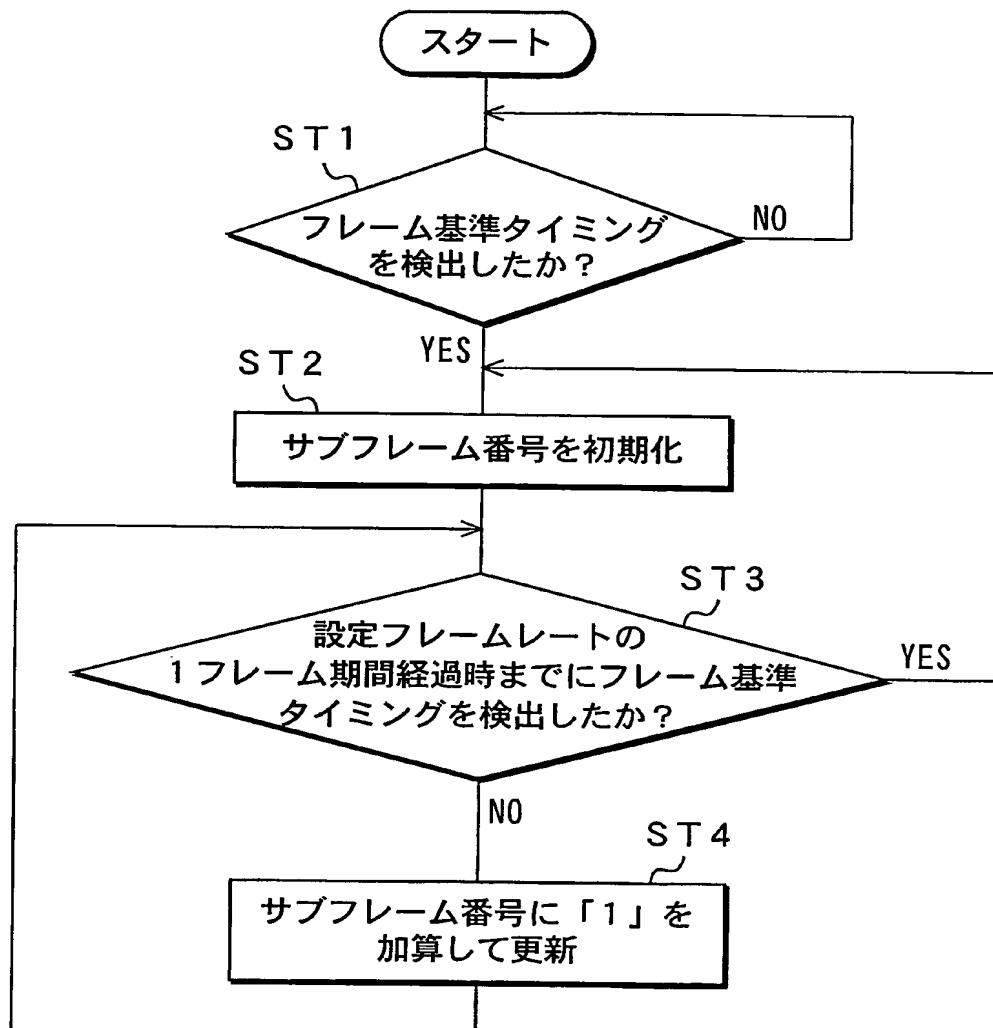 スタート
ST1
フレーム基準タイミング
を検出したか？
NO
YES
ST2
サブフレーム番号を初期化
ST3
設定フレームレートの
1フレーム期間経過時までにフレーム基準
タイミングを検出したか？
YES
NO
ST4
サブフレーム番号に「1」を
加算して更新